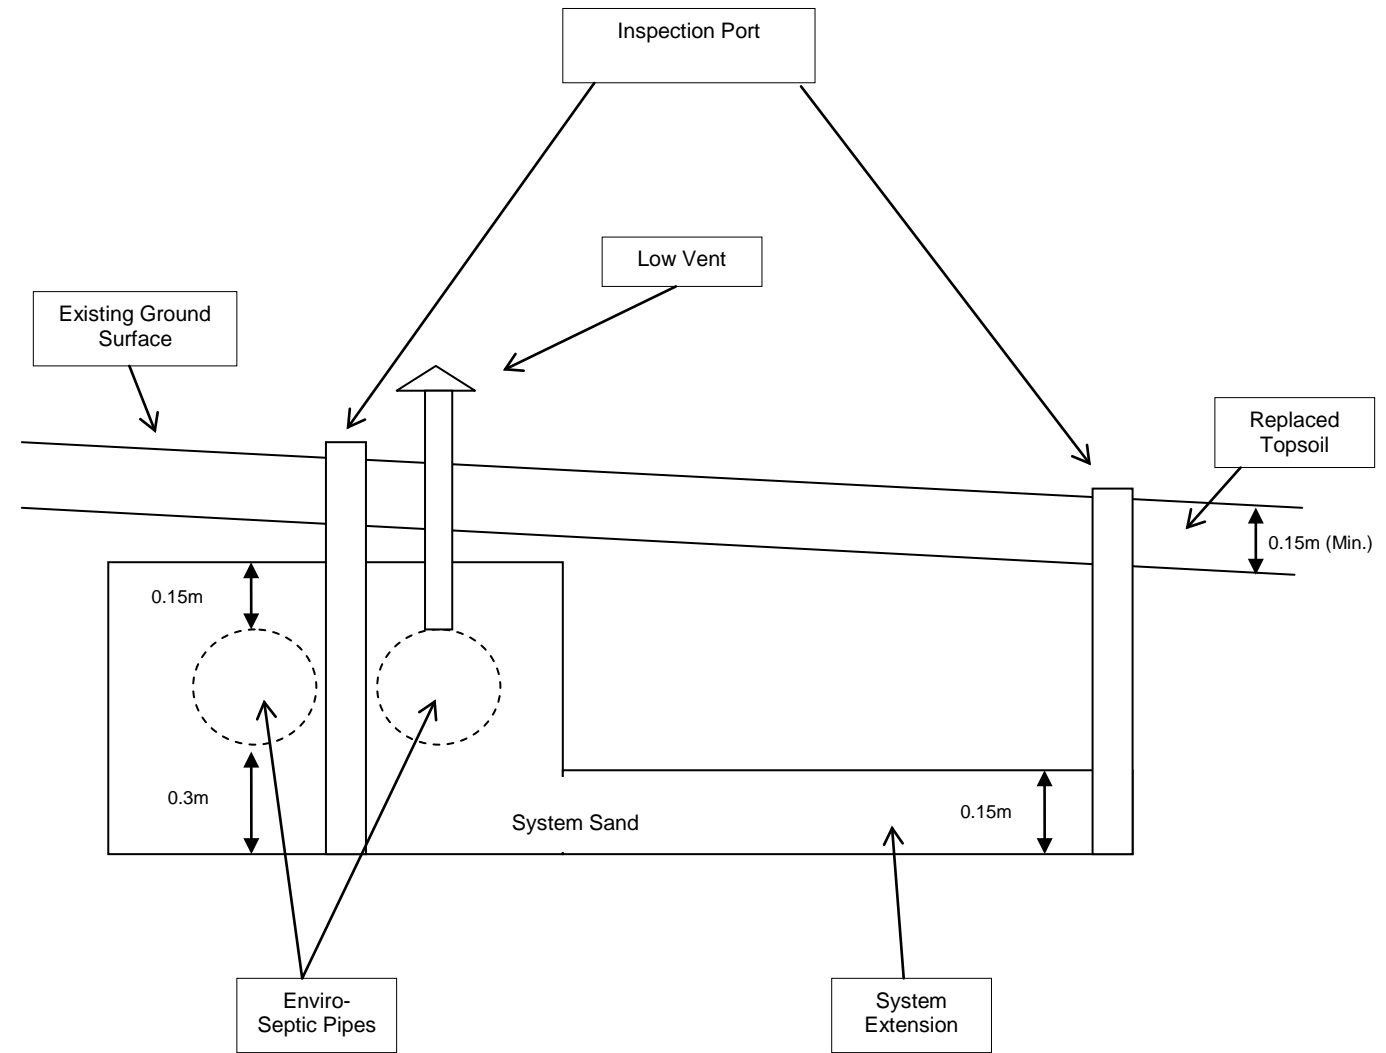 Inspection Port
Low Vent
Existing Ground
Surface
Replaced
Topsoil
0.15m (Min.)
0.15m
0.3m
System Sand
0.15m
Enviro-
Septic Pipes
System
Extension